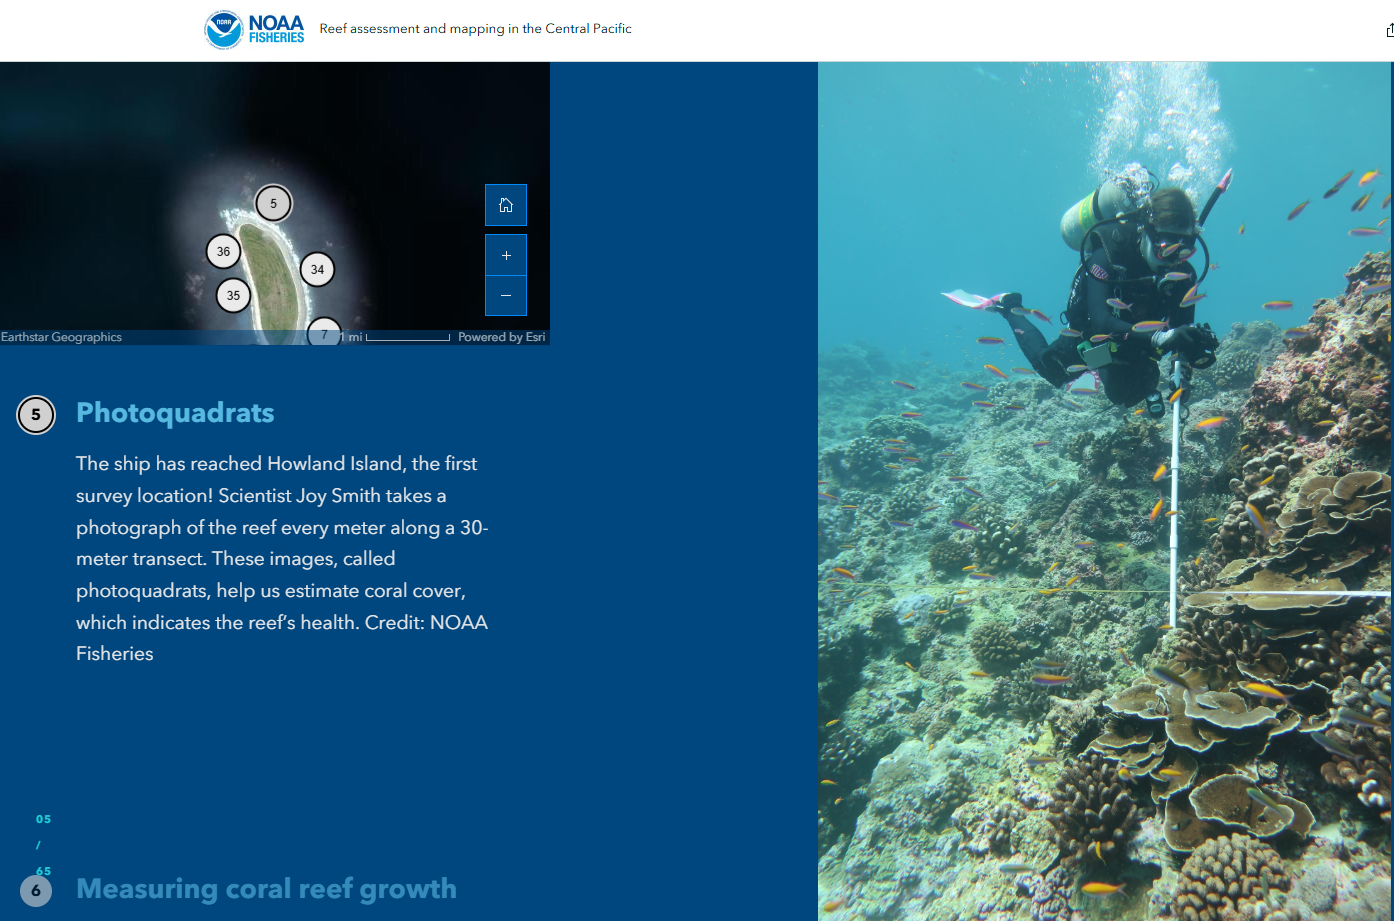 NOAA
NOAA
FISHERIES
Reef assessment and mapping in the Central Pacific
5
36
34
35
7
+
–
Earthstar Geographics
1 mi
Powered by Esri
5
Photoquadrats
The ship has reached Howland Island, the first
survey location! Scientist Joy Smith takes a
photograph of the reef every meter along a 30-
meter transect. These images, called
photoquadrats, help us estimate coral cover,
which indicates the reef’s health. Credit: NOAA
Fisheries
05
/
65
6
Measuring coral reef growth